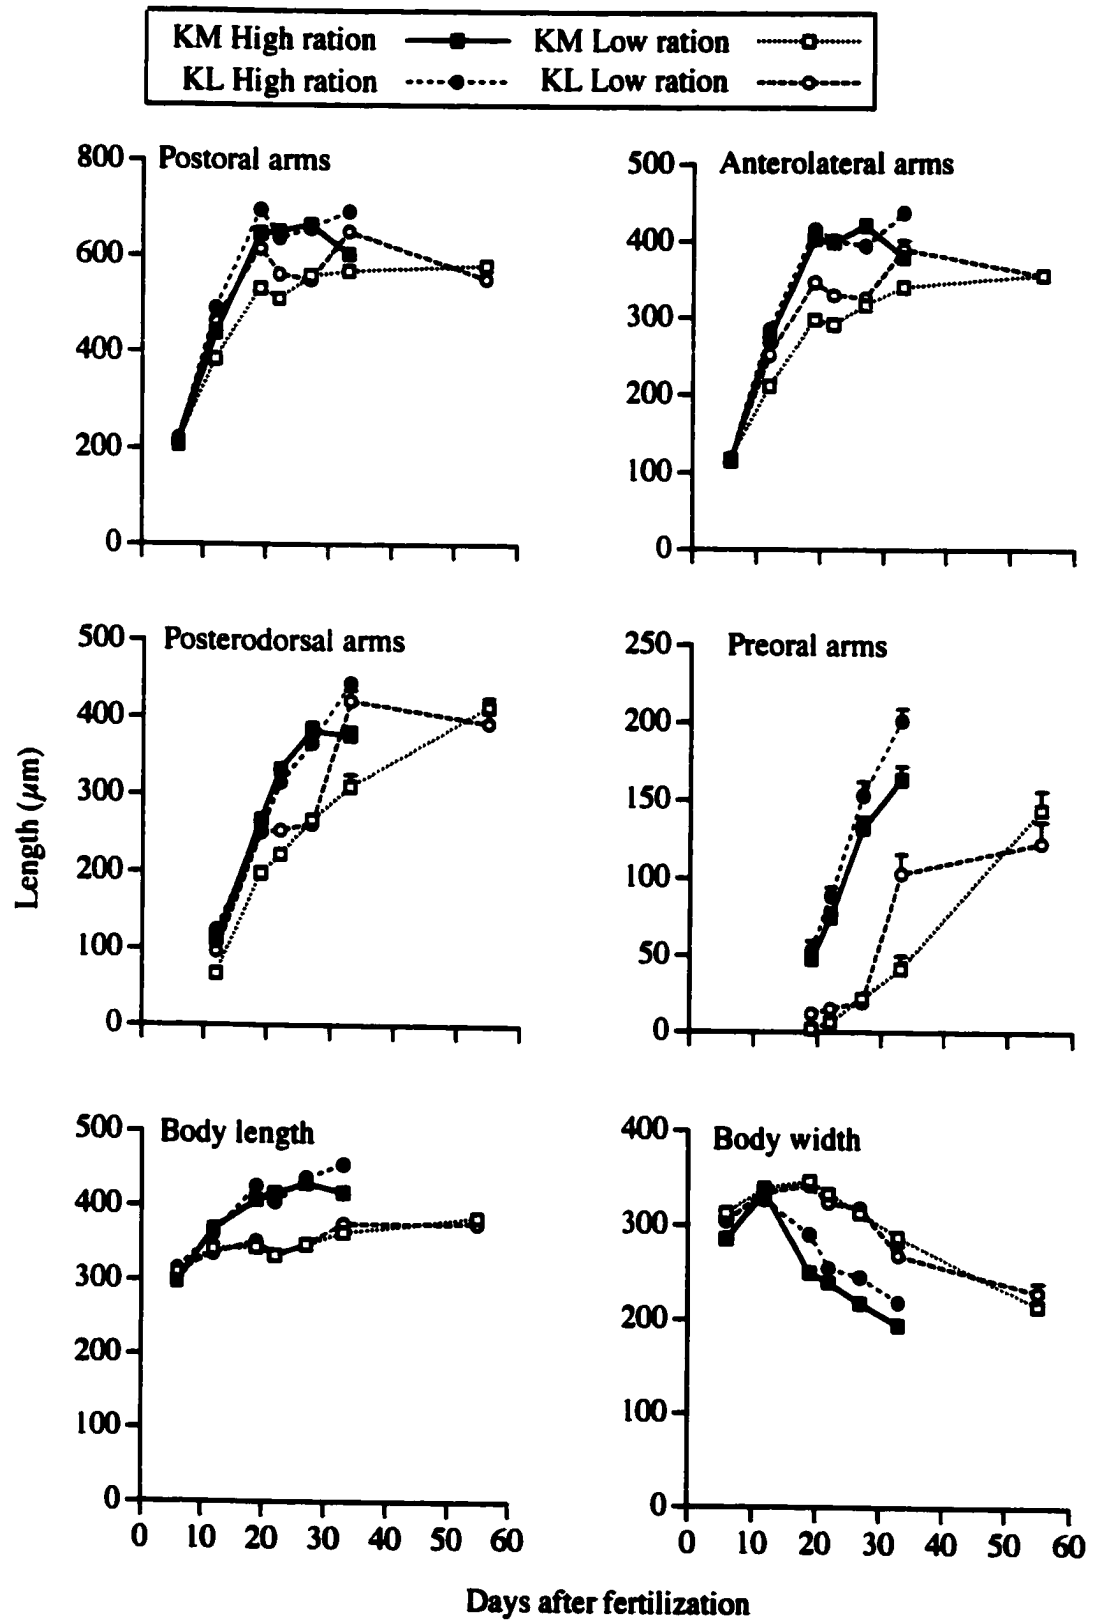 KM High ration KM Low ration
KL High ration KL Low ration
Postoral arms
800
600
400
200
0
Anterolateral arms
500
400
300
200
100
0
Length (μm)
Posterodorsal arms
500
400
300
200
100
0
Preoral arms
250
200
150
100
50
0
Body length
500
400
300
200
100
0
0 10 20 30 40 50 60
Body width
400
300
200
100
0
0 10 20 30 40 50 60
Days after fertilization